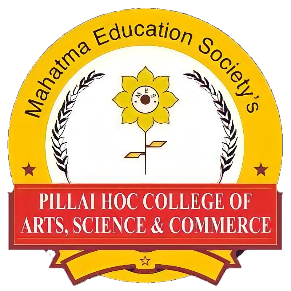 Mahatma Education Society's
PILLAI HOC COLLEGE OF
ARTS, SCIENCE & COMMERCE